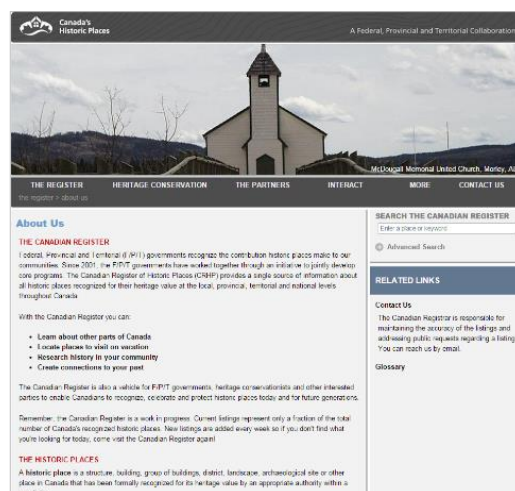 Canada's
Historic Places
A Federal, Provincial and Territorial Collaboration
McDougall Memorial United Church, Morley, Al
THE REGISTER HERITAGE CONSERVATION THE PARTNERS INTERACT MORE CONTACT US
the register > about us
About Us
THE CANADIAN REGISTER
Federal, Provincial and Territorial (F/P/T) governments recognize the contribution historic places make to our
communities. Since 2001, the F/P/T governments have worked together through an initiative to jointly develop
core programs. The Canadian Register of Historic Places (CRHP) provides a single source of information about
all historic places recognized for their heritage value at the local, provincial, territorial and national levels
throughout Canada
With the Canadian Register you can:
• Learn about other parts of Canada
• Locate places to visit on vacation
• Research history in your community
• Create connections to your past
The Canadian Register is also a vehicle for F/P/T governments, heritage conservationists and other interested
parties to enable Canadians to recognize, celebrate and protect historic places today and for future generations.
Remember, the Canadian Register is a work in progress. Current listings represent only a fraction of the total
number of Canada's recognized historic places. New listings are added every week so if you don't find what
you're looking for today, come visit the Canadian Register again!
THE HISTORIC PLACES
A historic place is a structure, building, group of buildings, district, landscape, archaeological site or other
place in Canada that has been formally recognized for its heritage value by an appropriate authority within a
SEARCH THE CANADIAN REGISTER
Enter a place or keyword
Advanced Search
RELATED LINKS
Contact Us
The Canadian Registrar is responsible for
maintaining the accuracy of the listings and
addressing public requests regarding a listing
You can reach us by email.
Glossary